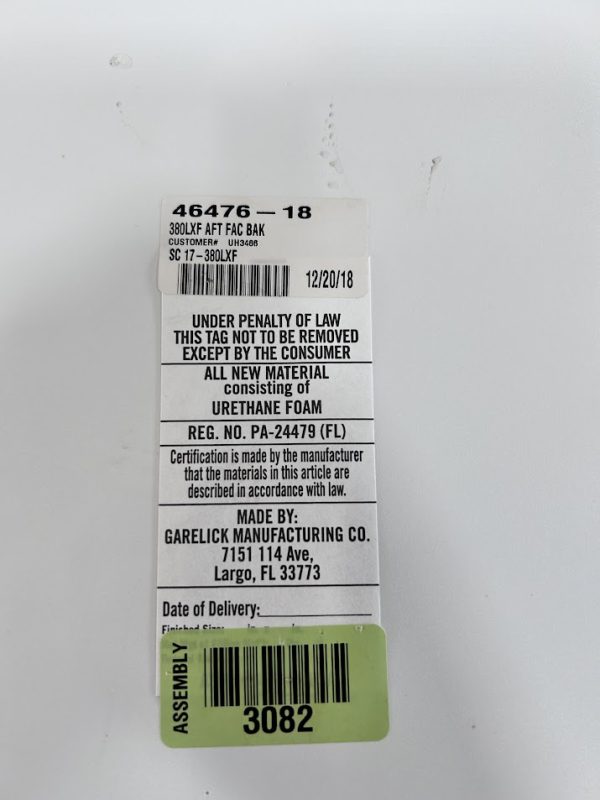 46476-18
380LXF AFT FAC BAK
CUSTOMER# UH3466
SC 17-380LXF
12/20/18
UNDER PENALTY OF LAW
THIS TAG NOT TO BE REMOVED
EXCEPT BY THE CONSUMER
ALL NEW MATERIAL
consisting of
URETHANE FOAM
REG. NO. PA-24479 (FL)
Certification is made by the manufacturer
that the materials in this article are
described in accordance with law.
MADE BY:
GARELICK MANUFACTURING CO.
7151 114 Ave,
Largo, FL 33773
Date of Delivery:
Finished Size:
ASSEMBLY
3082